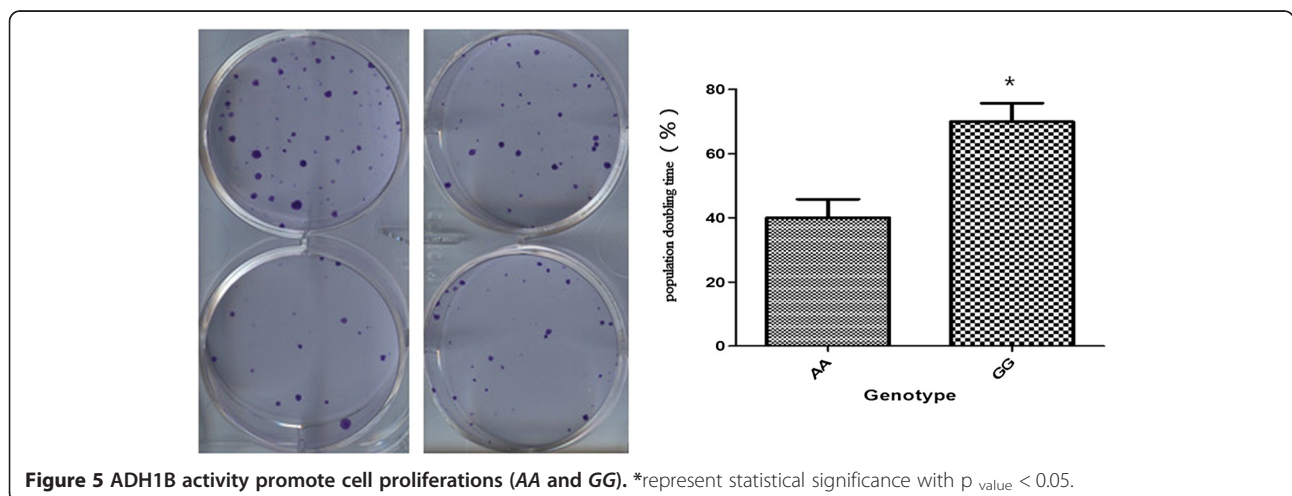 population doubling time ( % )
*
80
60
40
20
0
AA
GG
Genotype
Figure 5 ADH1B activity promote cell proliferations (AA and GG). *represent statistical significance with p value < 0.05.